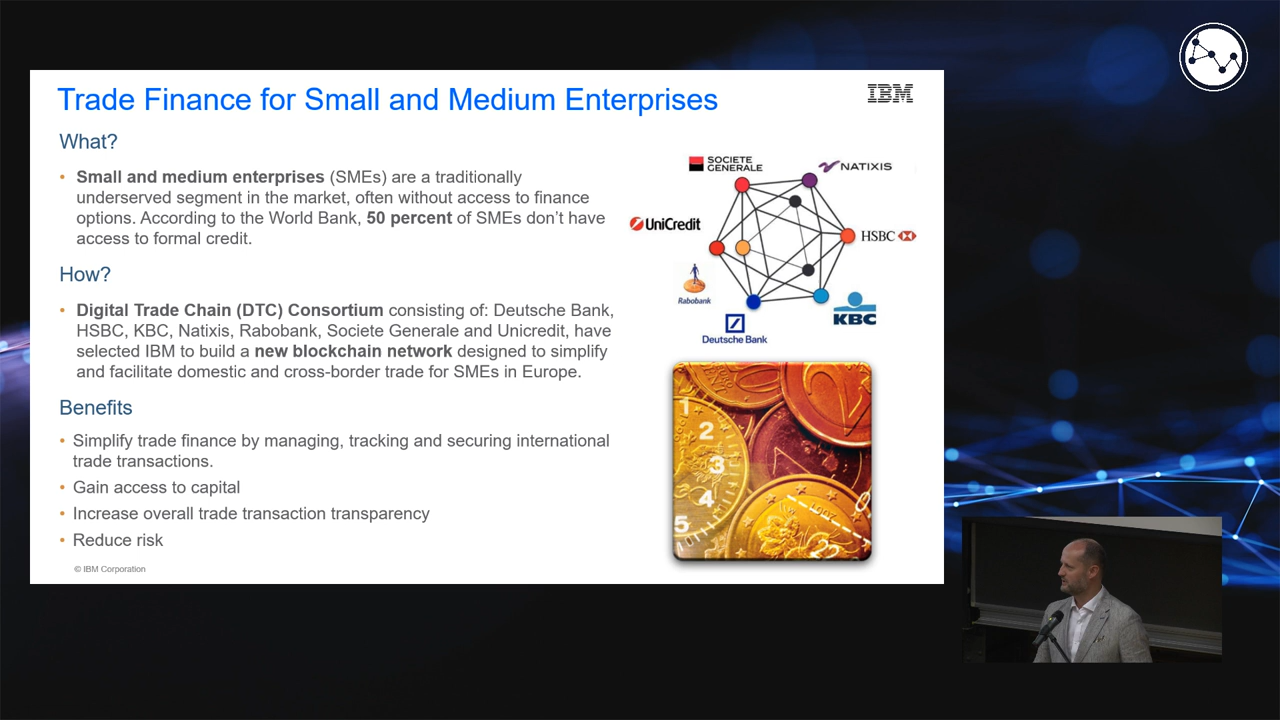 Trade Finance for Small and Medium Enterprises
IBM
What?
• Small and medium enterprises (SMEs) are a traditionally
underserved segment in the market, often without access to finance
options. According to the World Bank, 50 percent of SMEs don't have
access to formal credit.
How?
• Digital Trade Chain (DTC) Consortium consisting of: Deutsche Bank,
HSBC, KBC, Natixis, Rabobank, Societe Generale and Unicredit, have
selected IBM to build a new blockchain network designed to simplify
and facilitate domestic and cross-border trade for SMEs in Europe.
Benefits
• Simplify trade finance by managing, tracking and securing international
trade transactions.
• Gain access to capital
• Increase overall trade transaction transparency
• Reduce risk
© IBM Corporation
SOCIETE
GENERALE
NATIXIS
UniCredit
HSBC
Rabobank
KBC
Deutsche Bank
1
2
3
4
5